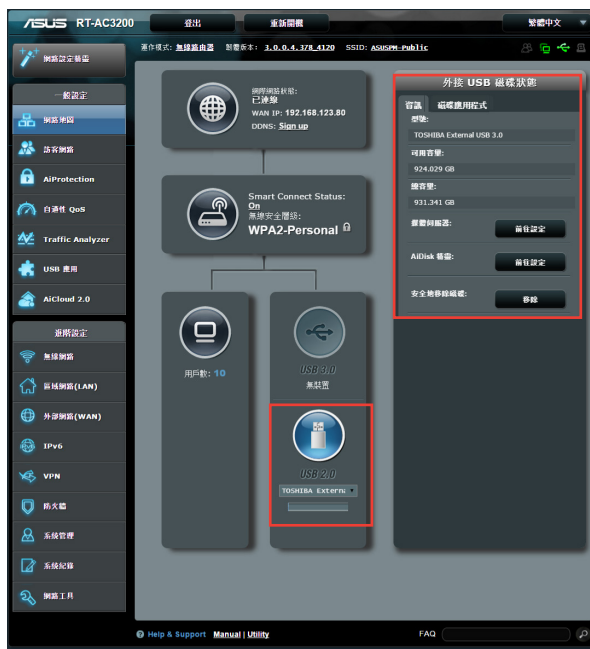 ASUS RT-AC3200 登出 重新開機 繁體中文
運作模式: 無線路由器 韌體版本: 3.0.0.4.378_4120 SSID: ASUSPM-Public
網路設定精靈
一般設定
網路地圖
訪客網路
AiProtection
自適性 QoS
Traffic Analyzer
USB 應用
AiCloud 2.0
進階設定
無線網路
區域網路(LAN)
外部網路(WAN)
IPv6
VPN
防火牆
系統管理
系統紀錄
網路工具
網際網路狀態:
已連線
WAN IP: 192.168.123.80
DDNS: Sign up
Smart Connect Status:
On
無線安全層級:
WPA2-Personal
用戶數: 10
USB 3.0
無裝置
USB 2.0
TOSHIBA Extern
外接 USB 磁碟狀態
資訊 磁碟應用程式
型號:
TOSHIBA External USB 3.0
可用容量:
924.029 GB
總容量:
931.341 GB
媒體伺服器: 前往設定
AiDisk 精靈: 前往設定
安全地移除磁碟: 移除
Help & Support Manual | Utility FAQ